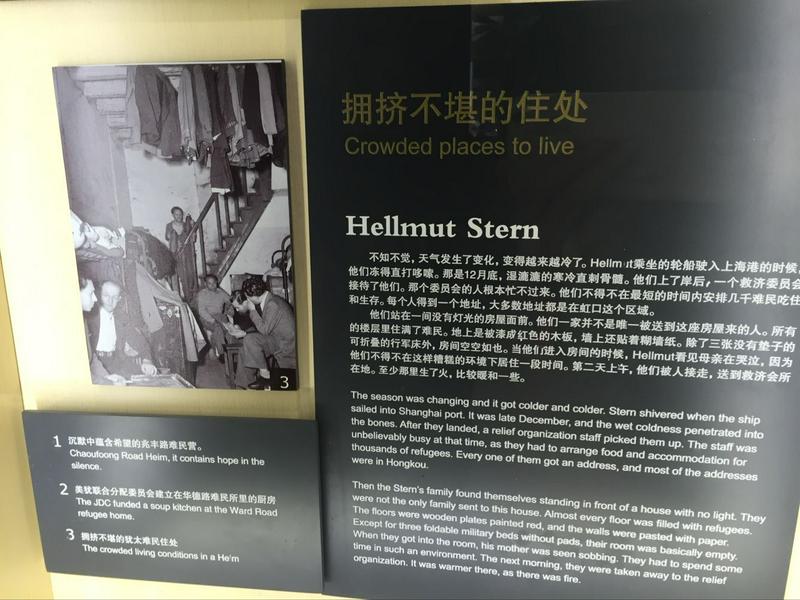 拥挤不堪的住处
Crowded places to live
Hellmut Stern
不知不觉，天气发生了变化，变得越来越冷了。Hellmut乘坐的轮船驶入上海港的时候，
他们冻得直打哆嗦。那是12月底，湿漉漉的寒冷直刺骨髓。他们上了岸后，一个救济委员会
接待了他们。那个委员会的人根本忙不过来。他们不得不在最短的时间内安排几千难民吃住
和生存。每个人得到一个地址，大多数地址都是在虹口这个区域。
他们站在一间没有灯光的房屋面前。他们一家并不是唯一被送到这座房屋来的人。所有
的楼层里住满了难民。地上是被漆成红色的木板，墙上还贴着糊墙纸。除了三张没有垫子的
可折叠的行军床外，房间空空如也。当他们进入房间的时候，Hellmut看见母亲在哭泣，因为
他们不得不在这样糟糕的环境下居住一段时间。第二天上午，他们被人接走，送到救济会所
在地。至少那里生了火，比较暖和一些。
The season was changing and it got colder and colder. Stern shivered when the ship
sailed into Shanghai port. It was late December, and the wet coldness penetrated into
the bones. After they landed, a relief organization staff picked them up. The staff was
unbelievably busy at that time, as they had to arrange food and accommodation for
thousands of refugees. Every one of them got an address, and most of the addresses
were in Hongkou.
Then the Stern's family found themselves standing in front of a house with no light. They
were not the only family sent to this house. Almost every floor was filled with refugees.
The floors were wooden plates painted red, and the walls were pasted with paper.
Except for three foldable military beds without pads, their room was basically empty.
When they got into the room, his mother was seen sobbing. They had to spend some
time in such an environment. The next morning, they were taken away to the relief
organization. It was warmer there, as there was fire.
3
1 沉默中蕴含希望的兆丰路难民营。
Chaoufoong Road Heim, it contains hope in the
silence.
2 美犹联合分配委员会建立在华德路难民所里的厨房
The JDC funded a soup kitchen at the Ward Road
refugee home.
3 拥挤不堪的犹太难民住处
The crowded living conditions in a He'm